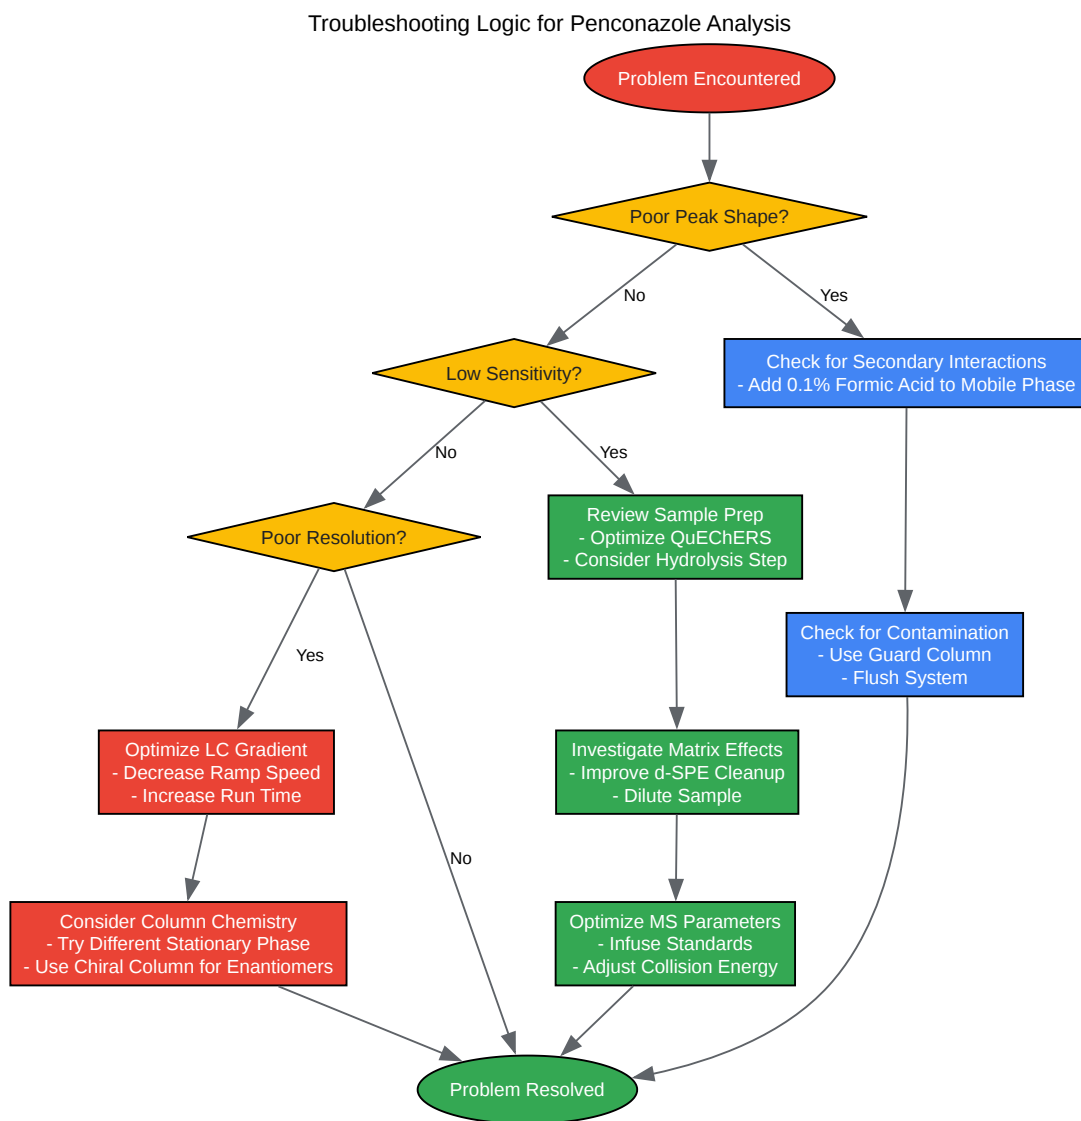 Troubleshooting Logic for Penconazole Analysis
Problem Encountered
Poor Peak Shape?
No
Yes
Low Sensitivity?
Check for Secondary Interactions
- Add 0.1% Formic Acid to Mobile Phase
No
Yes
Poor Resolution?
Review Sample Prep
- Optimize QuEChERS
- Consider Hydrolysis Step
Check for Contamination
- Use Guard Column
- Flush System
Yes
Optimize LC Gradient
- Decrease Ramp Speed
- Increase Run Time
Investigate Matrix Effects
- Improve d-SPE Cleanup
- Dilute Sample
No
Consider Column Chemistry
- Try Different Stationary Phase
- Use Chiral Column for Enantiomers
Optimize MS Parameters
- Infuse Standards
- Adjust Collision Energy
Problem Resolved